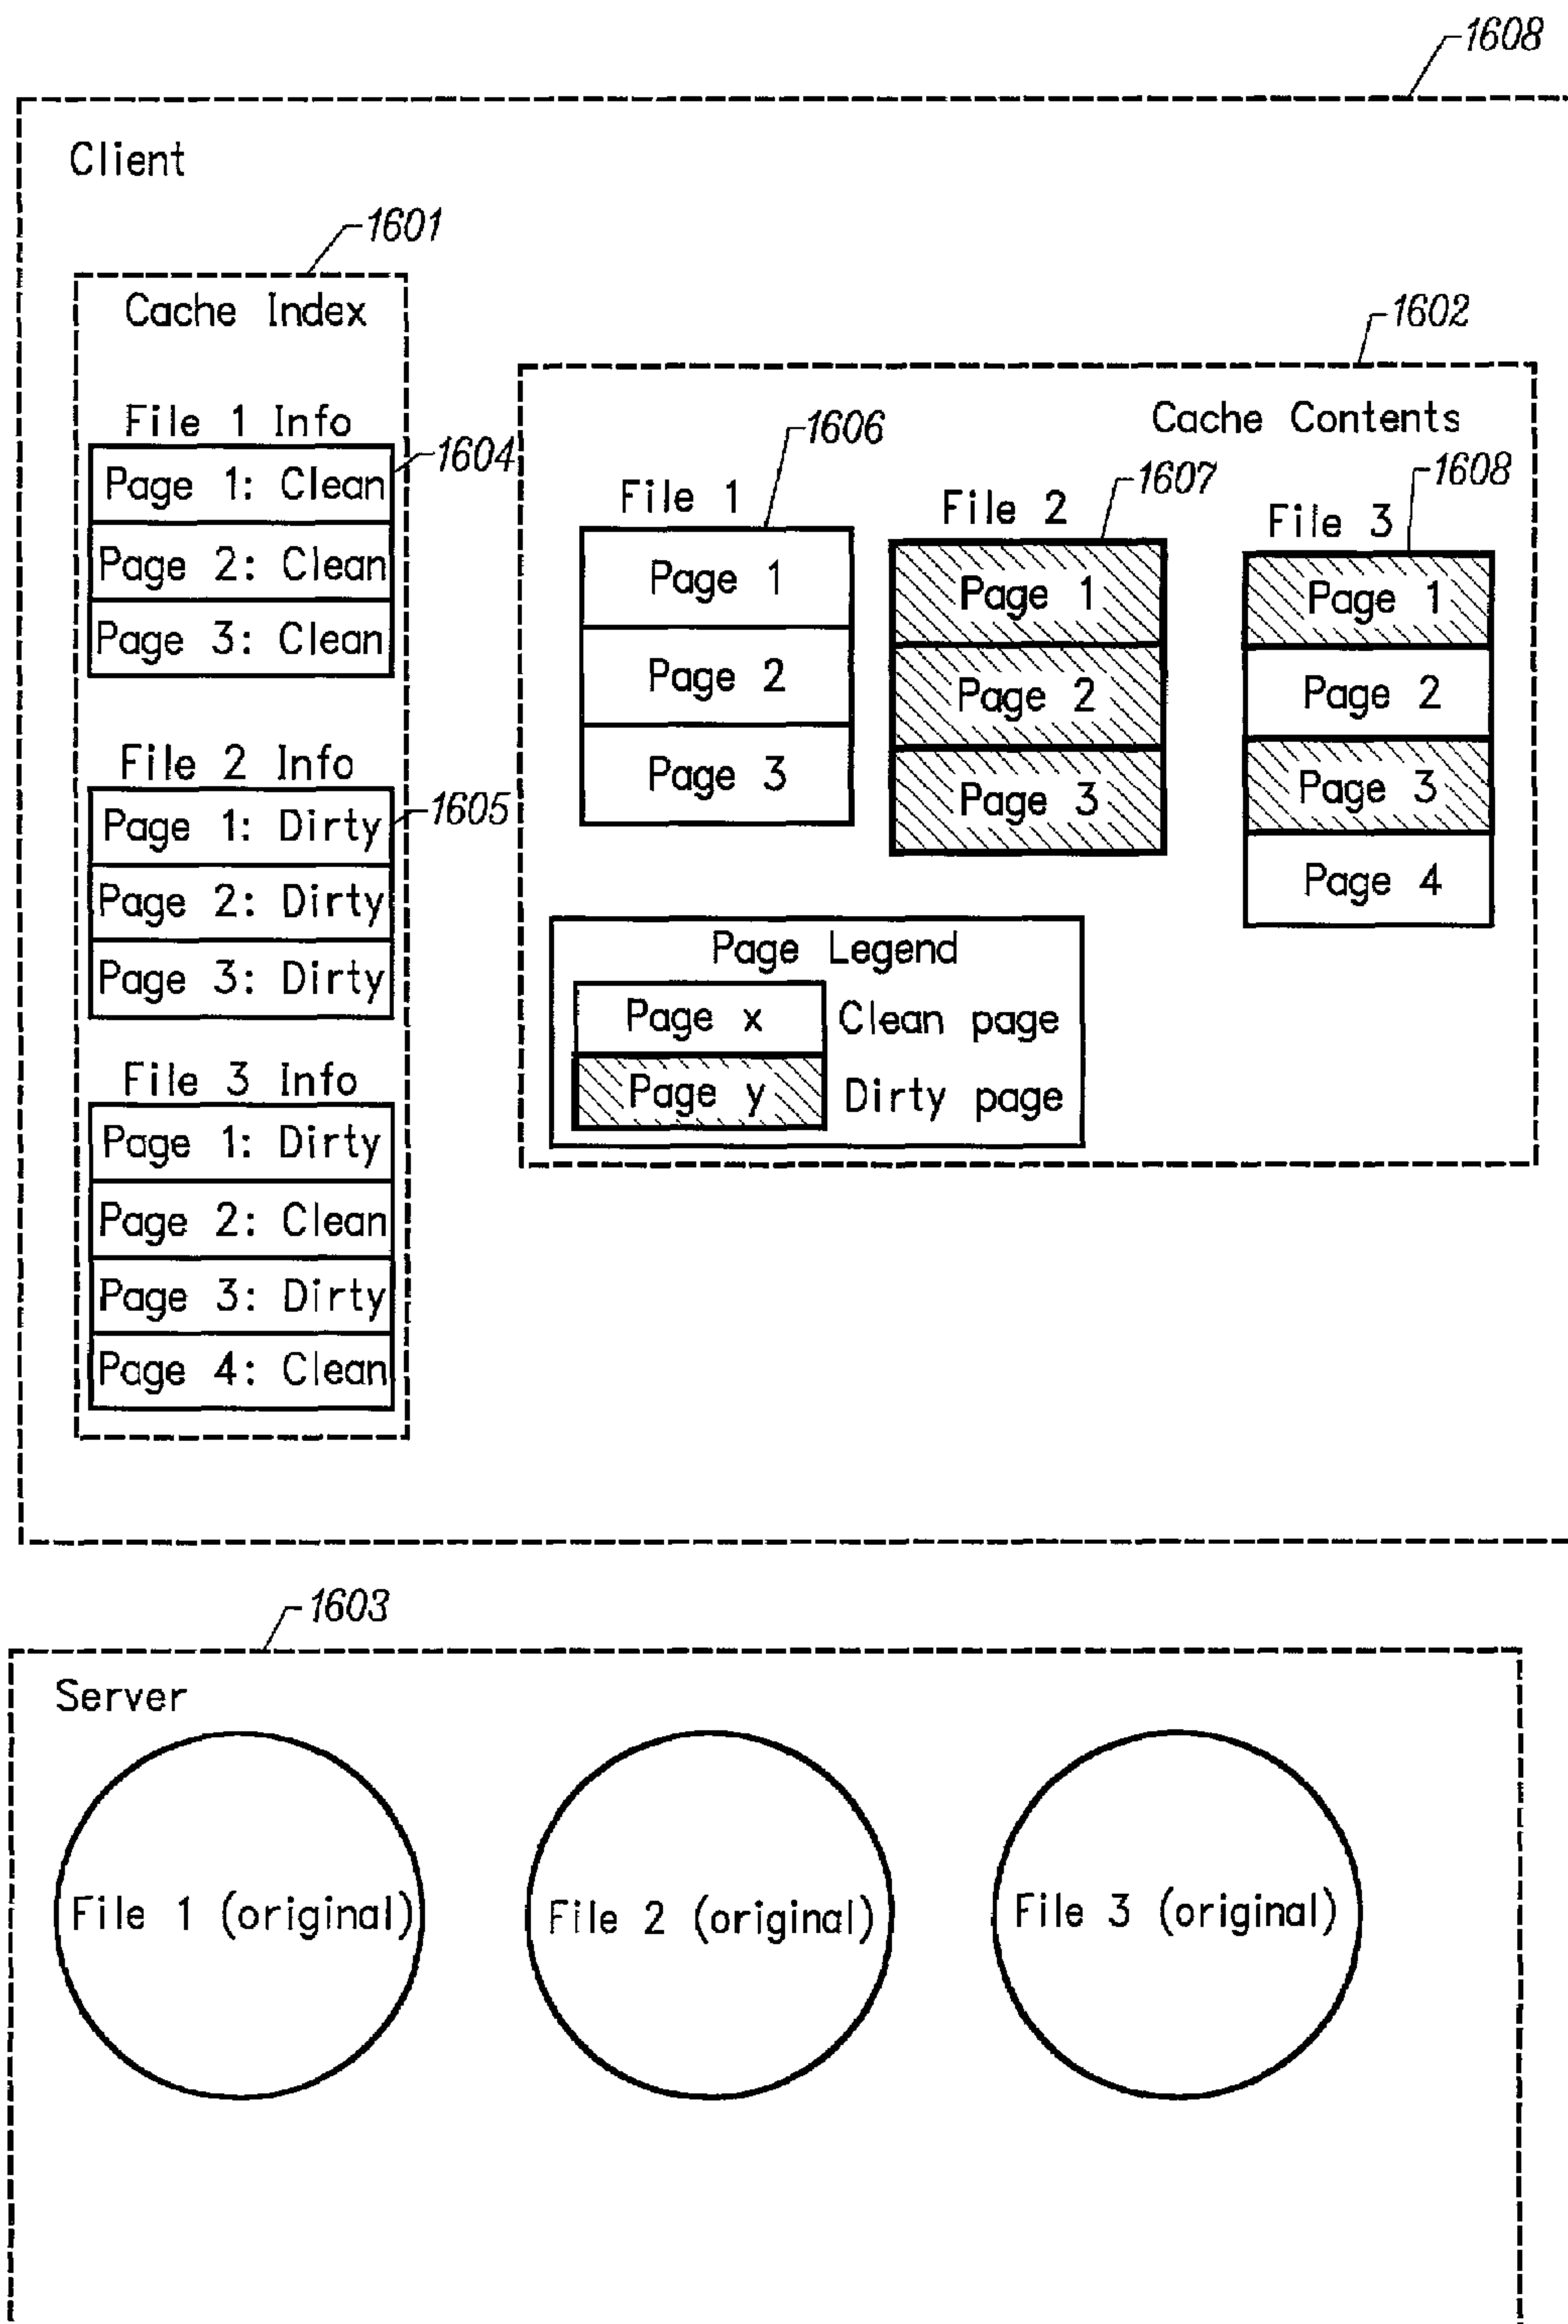 1608
Client
1601
Cache Index
1602
File 1 Info
Cache Contents
1604
Page 1: Clean
Page 2: Clean
Page 3: Clean
1606
File 1
Page 1
Page 2
Page 3
1607
File 2
Page 1
Page 2
Page 3
1608
File 3
Page 1
Page 2
Page 3
Page 4
File 2 Info
1605
Page 1: Dirty
Page 2: Dirty
Page 3: Dirty
Page Legend
Page x Clean page
Page y Dirty page
File 3 Info
Page 1: Dirty
Page 2: Clean
Page 3: Dirty
Page 4: Clean
1603
Server
File 1 (original)
File 2 (original)
File 3 (original)